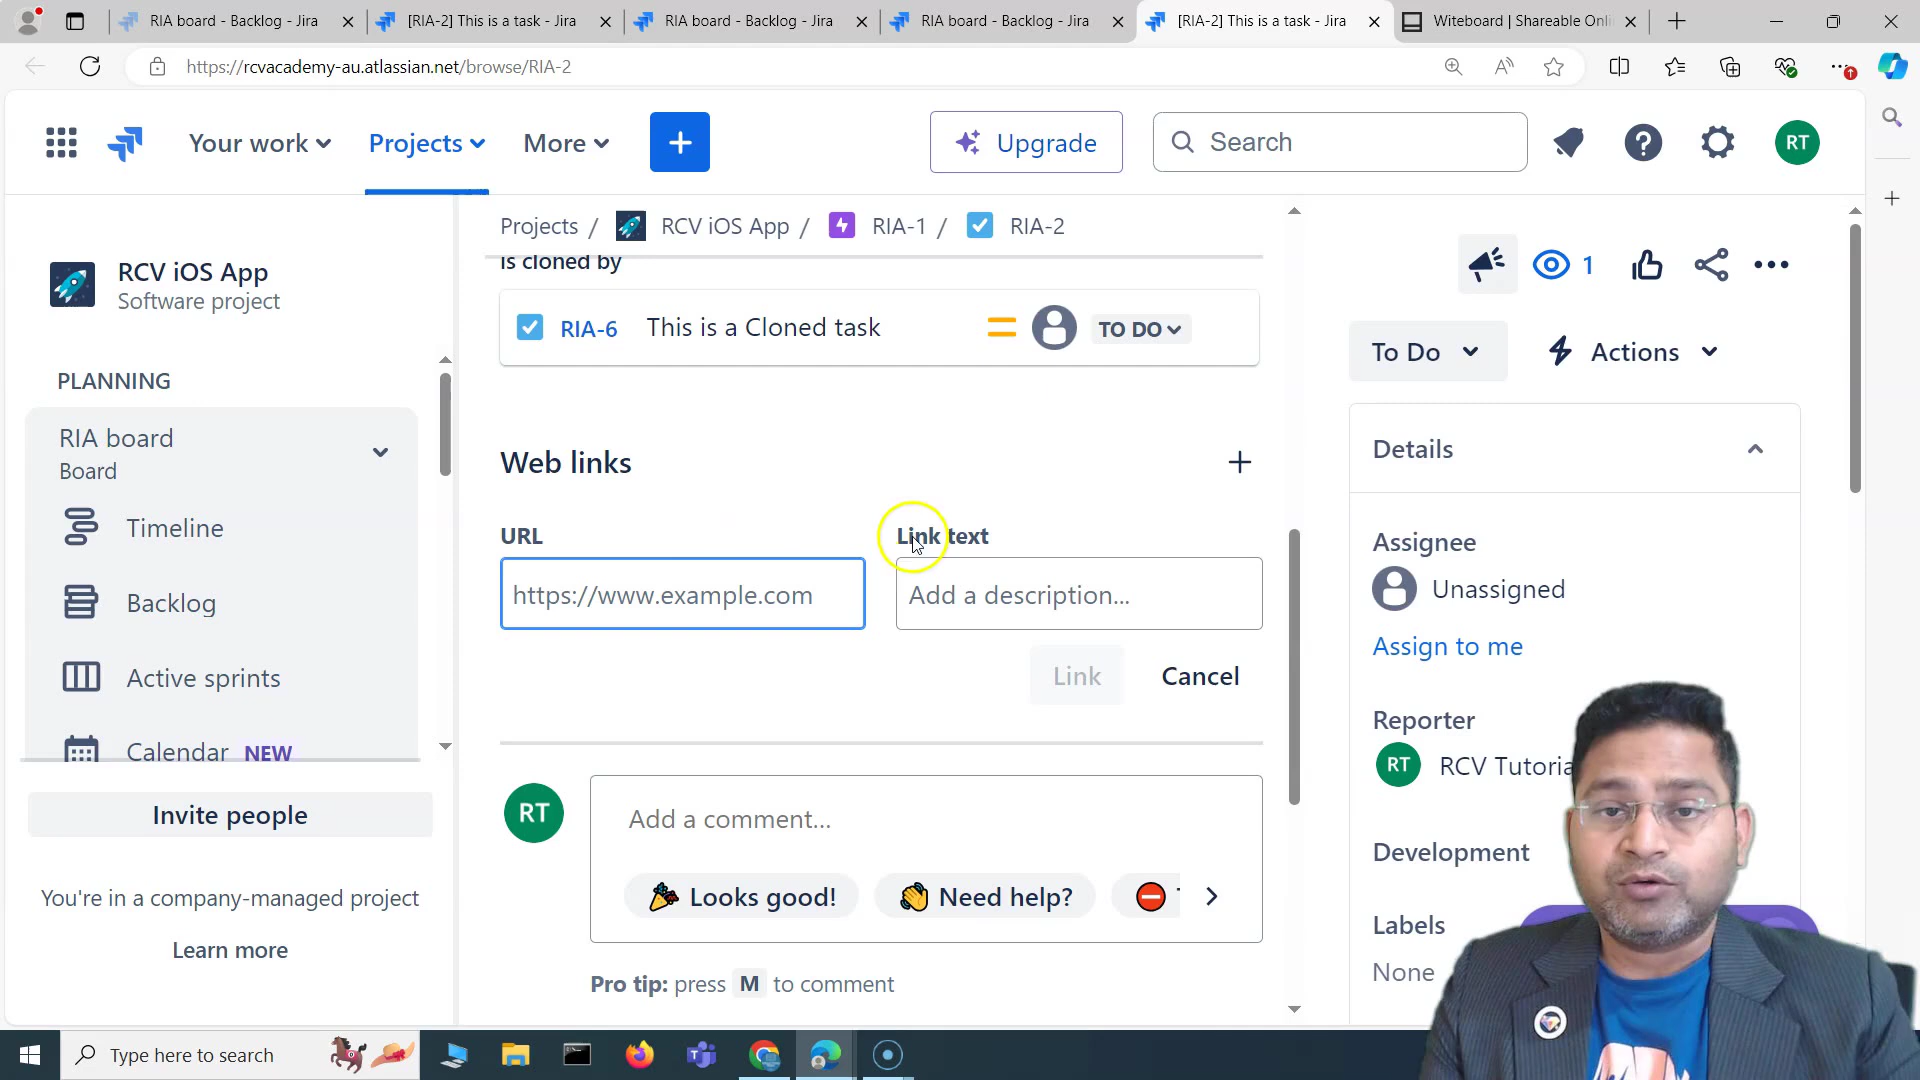 RIA board - Backlog - Jira
[RIA-2] This is a task - Jira
RIA board - Backlog - Jira
RIA board - Backlog - Jira
[RIA-2] This is a task - Jira
Witeboard | Shareable Onli
https://rcvacademy-au.atlassian.net/browse/RIA-2
Your work
Projects
More
Upgrade
Search
RT
RCV iOS App
Software project
PLANNING
RIA board
Board
Timeline
Backlog
Active sprints
Calendar NEW
Invite people
You're in a company-managed project
Learn more
Projects / RCV iOS App / RIA-1 / RIA-2
is cloned by
RIA-6 This is a Cloned task TO DO
Web links
URL
Link text
https://www.example.com
Add a description...
Link
Cancel
RT
Add a comment...
Looks good!
Need help?
Pro tip: press M to comment
1
To Do
Actions
Details
Assignee
Unassigned
Assign to me
Reporter
RT
RCV Tutoria
Development
Labels
None
Type here to search